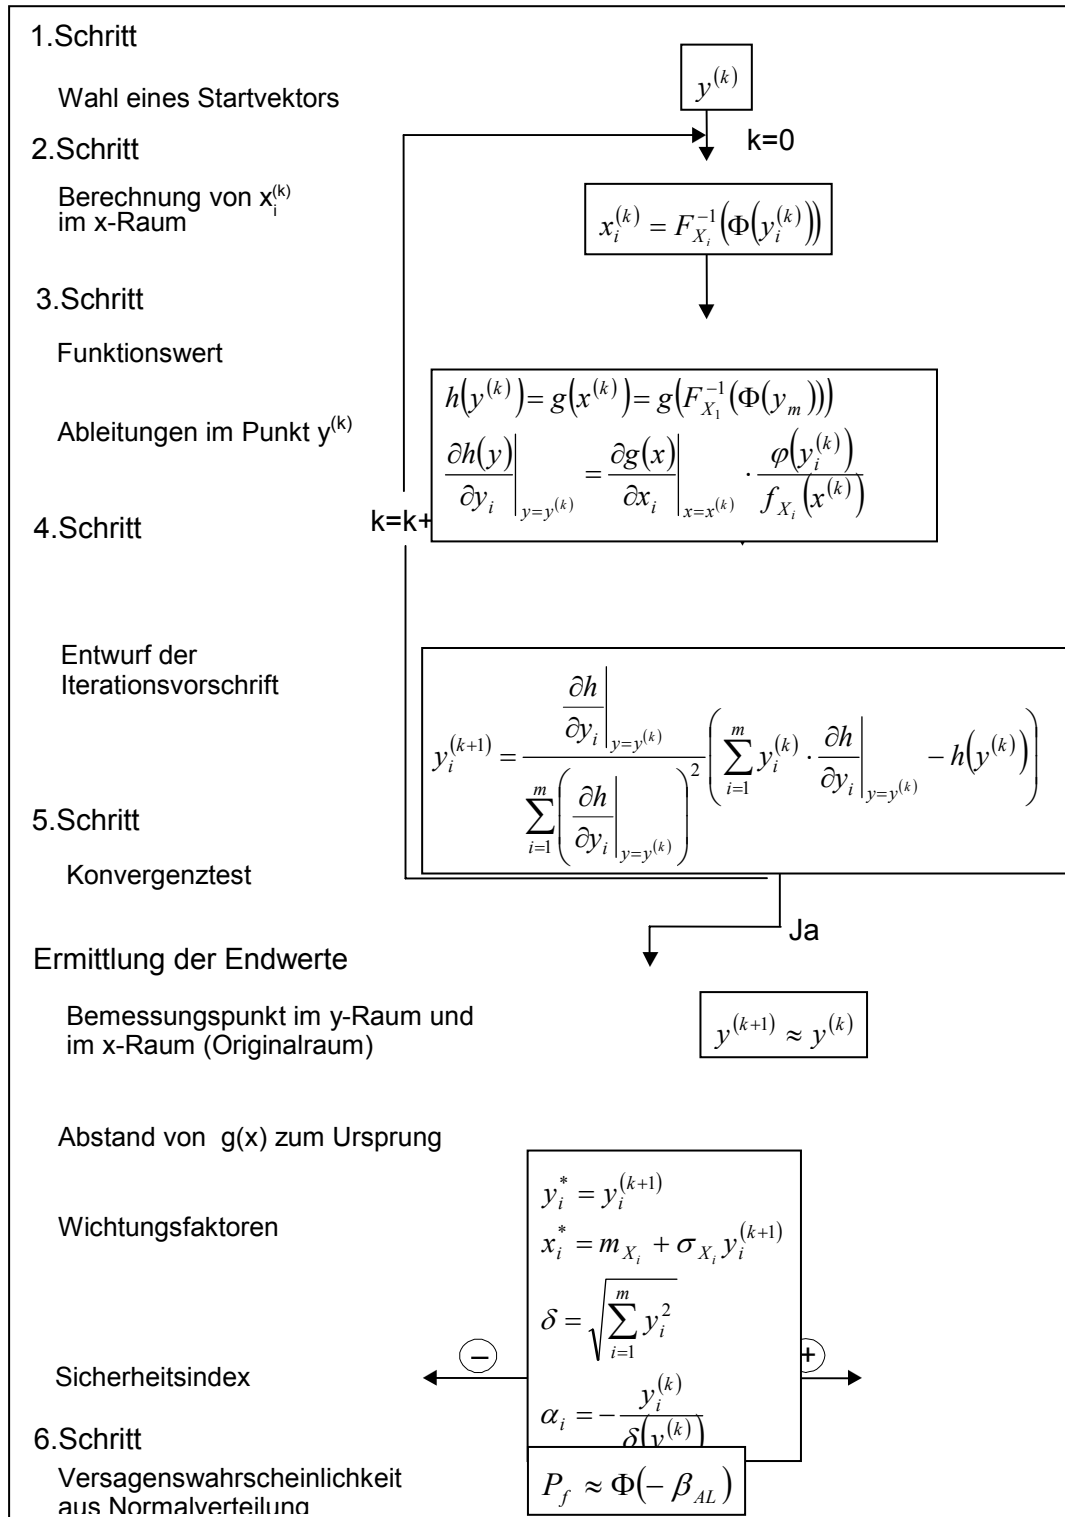 1.Schritt
Wahl eines Startvektors
y^{(k)}
k=0
2.Schritt
Berechnung von x_i^{(k)}
im x-Raum
x_i^{(k)} = F_{X_i}^{-1}(Φ(y_i^{(k)}))
3.Schritt
Funktionswert
h(y^{(k)}) = g(x^{(k)}) = g(F_{X_1}^{-1}(Φ(y_m)))
Ableitungen im Punkt y^{(k)}
∂h(y)/∂y_i |_{y=y^{(k)}} = ∂g(x)/∂x_i |_{x=x^{(k)}} · φ(y_i^{(k)}) / f_{X_i}(x^{(k)})
4.Schritt
k=k+
Entwurf der
Iterationsvorschrift
y_i^{(k+1)} = (∂h/∂y_i |_{y=y^{(k)}}) / (∑_{i=1}^{m} (∂h/∂y_i |_{y=y^{(k)}})^2) (∑_{i=1}^{m} y_i^{(k)} · ∂h/∂y_i |_{y=y^{(k)}} − h(y^{(k)}))
5.Schritt
Konvergenztest
Ja
Ermittlung der Endwerte
Bemessungspunkt im y-Raum und
im x-Raum (Originalraum)
y^{(k+1)} ≈ y^{(k)}
Abstand von g(x) zum Ursprung
y_i^* = y_i^{(k+1)}
Wichtungsfaktoren
x_i^* = m_{X_i} + σ_{X_i} y_i^{(k+1)}
δ = √(∑_{i=1}^{m} y_i^2)
−
+
Sicherheitsindex
α_i = − y_i^{(k)} / δ(y^{(k)})
6.Schritt
Versagenswahrscheinlichkeit
aus Normalverteilung
P_f ≈ Φ(− β_{AL})